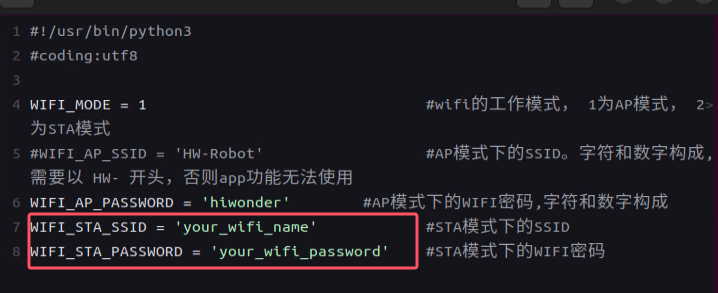 1 #!/usr/bin/python3
2 #coding:utf8
3
4 WIFI_MODE = 1 #wifi的工作模式, 1为AP模式, 2>
为STA模式
5 #WIFI_AP_SSID = 'HW-Robot' #AP模式下的SSID。字符和数字构成,
需要以 HW- 开头，否则app功能无法使用
6 WIFI_AP_PASSWORD = 'hiwonder' #AP模式下的WIFI密码,字符和数字构成
7 WIFI_STA_SSID = 'your_wifi_name' #STA模式下的SSID
8 WIFI_STA_PASSWORD = 'your_wifi_password' #STA模式下的WIFI密码